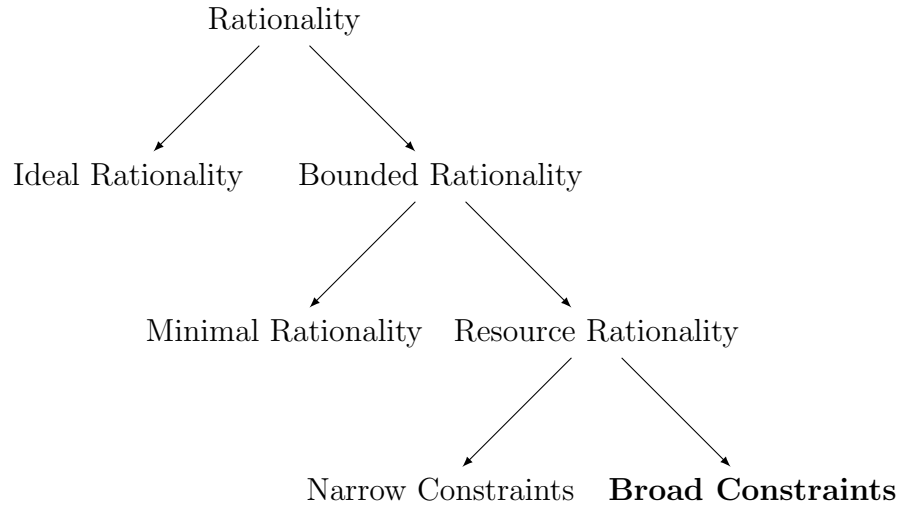 Rationality
Ideal Rationality Bounded Rationality
Minimal Rationality Resource Rationality
Narrow Constraints Broad Constraints